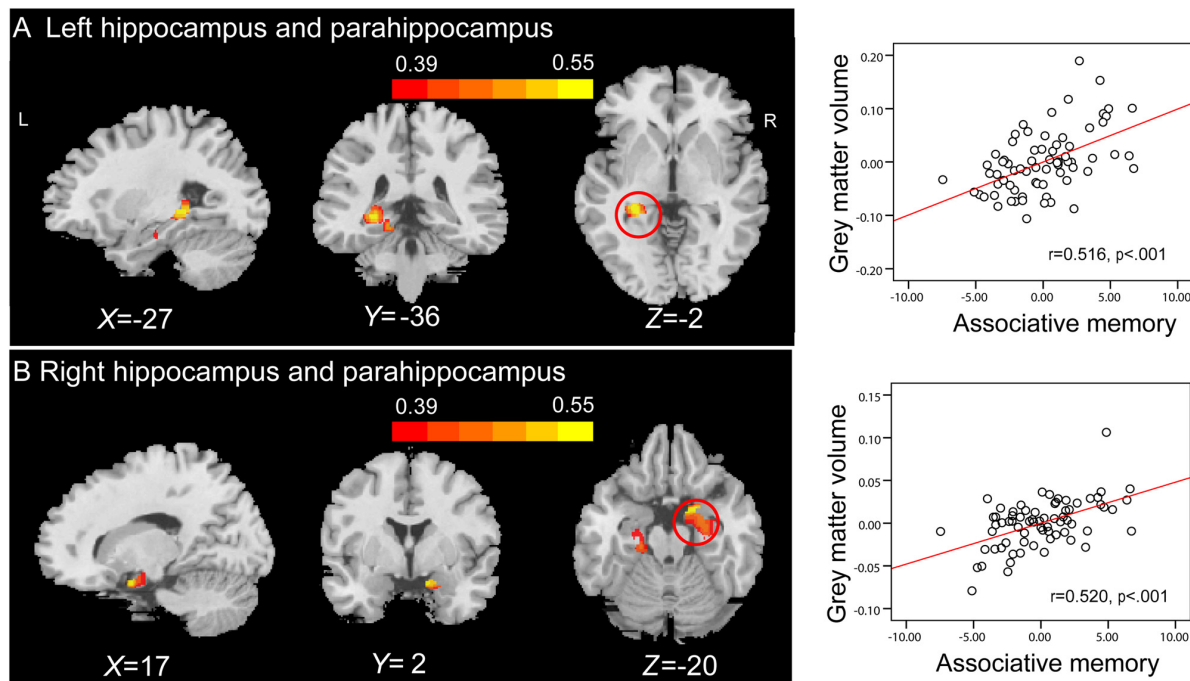 A Left hippocampus and parahippocampus
0.39 0.55
L
R
X=-27
Y=-36
Z=-2
0.20
0.10
0.00
-0.10
-0.20
Grey matter volume
r=0.516, p<.001
-10.00 -5.00 0.00 5.00 10.00
Associative memory
B Right hippocampus and parahippocampus
0.39 0.55
X=17
Y= 2
Z=-20
0.15
0.10
0.05
0.00
-0.05
-0.10
Grey matter volume
r=0.520, p<.001
-10.00 -5.00 0.00 5.00 10.00
Associative memory